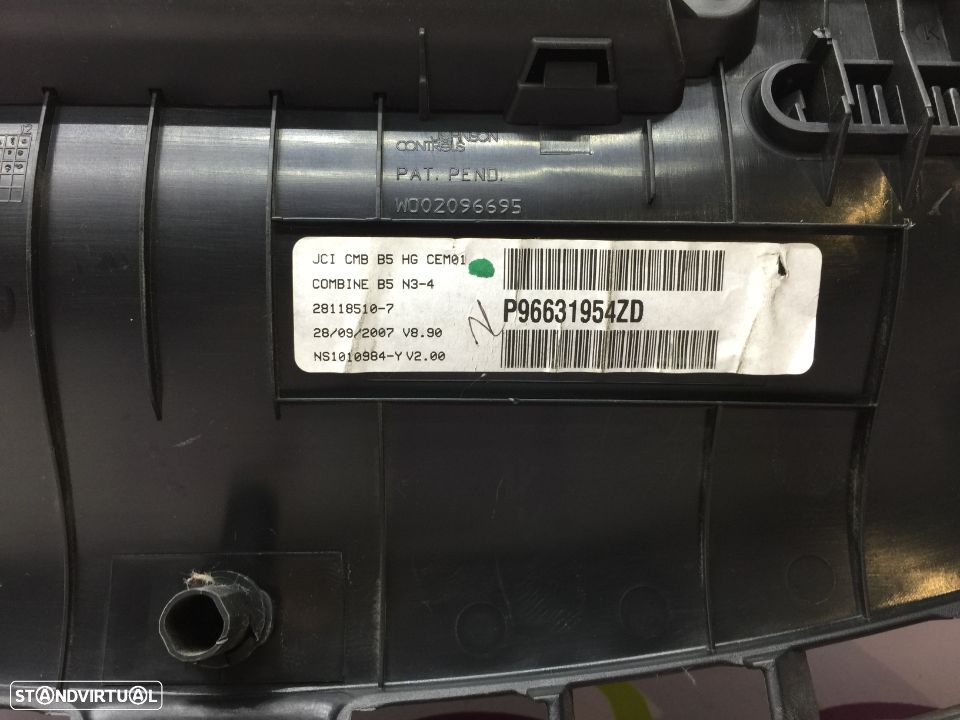 JOHNSON
CONTROLS
PAT. PEND.
W002096695
JCI CMB B5 HG CEM01
COMBINE B5 N3-4
28118510-7
28/09/2007 V8.90
NS1010984-Y V2.00
P96631954ZD
N
12
K
STANDVIRTUAL